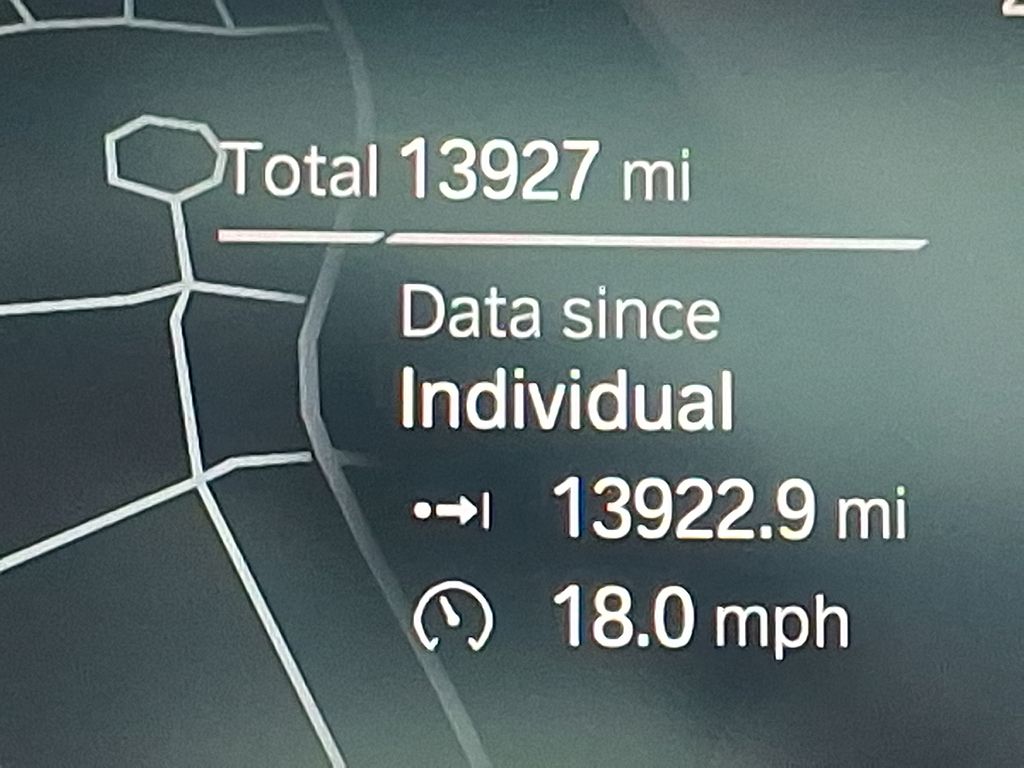 Total 13927 mi
Data since
Individual
13922.9 mi
18.0 mph